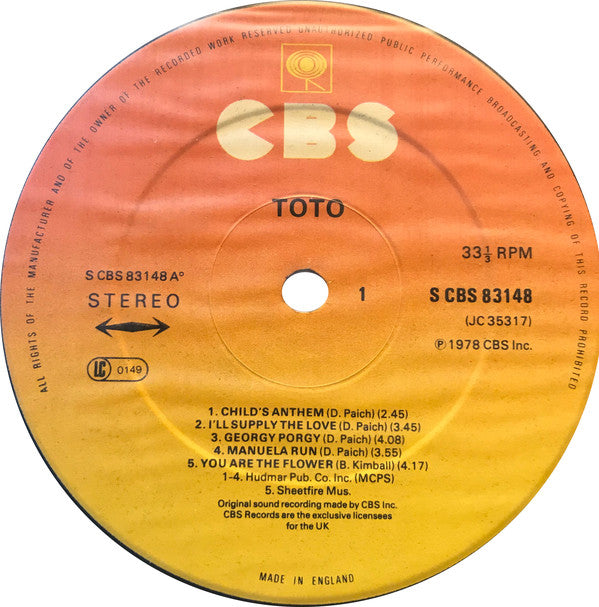 ALL RIGHTS OF THE MANUFACTURER AND OF THE OWNER OF THE RECORDED WORK RESERVED UNAUTHORIZED PUBLIC PERFORMANCE BROADCASTING AND COPYING OF THIS RECORD PROHIBITED
CBS
TOTO
33⅓ RPM
S CBS 83148 A°
STEREO
1
S CBS 83148
(JC 35317)
℗ 1978 CBS Inc.
LC 0149
1. CHILD'S ANTHEM (D. Paich) (2.45)
2. I'LL SUPPLY THE LOVE (D. Paich) (3.45)
3. GEORGY PORGY (D. Paich) (4.08)
4. MANUELA RUN (D. Paich) (3.55)
5. YOU ARE THE FLOWER (B. Kimball) (4.17)
1-4. Hudmar Pub. Co. Inc. (MCPS)
5. Sheetfire Mus.
Original sound recording made by CBS Inc.
CBS Records are the exclusive licensees
for the UK
MADE IN ENGLAND